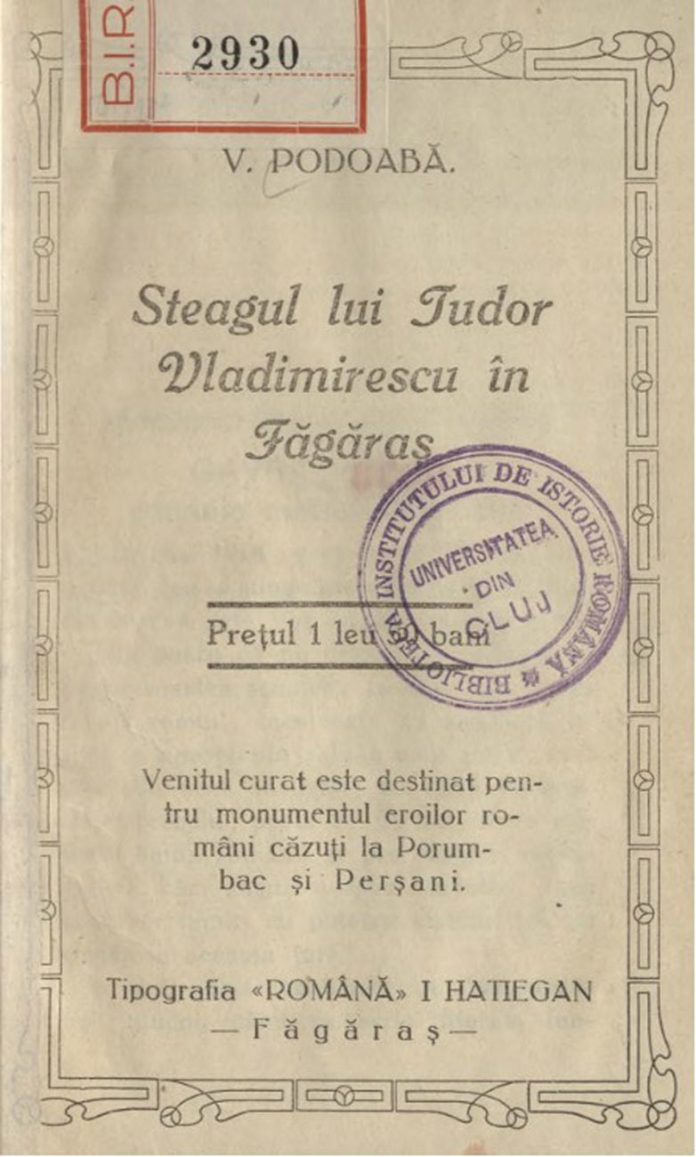 B.I.R
2930
V. PODOABĂ.
Steagul lui Tudor
Vladimirescu în
Făgăraș
BIBLIOTECA INSTITUTULUI DE ISTORIE ROMÂNĂ
UNIVERSITATEA
DIN
CLUJ
Prețul 1 leu bani
Venitul curat este destinat pen-
tru monumentul eroilor ro-
mâni căzuți la Porum-
bac și Perșani.
Tipografia «ROMÂNĂ» I HATIEGAN
— Făgăraș —